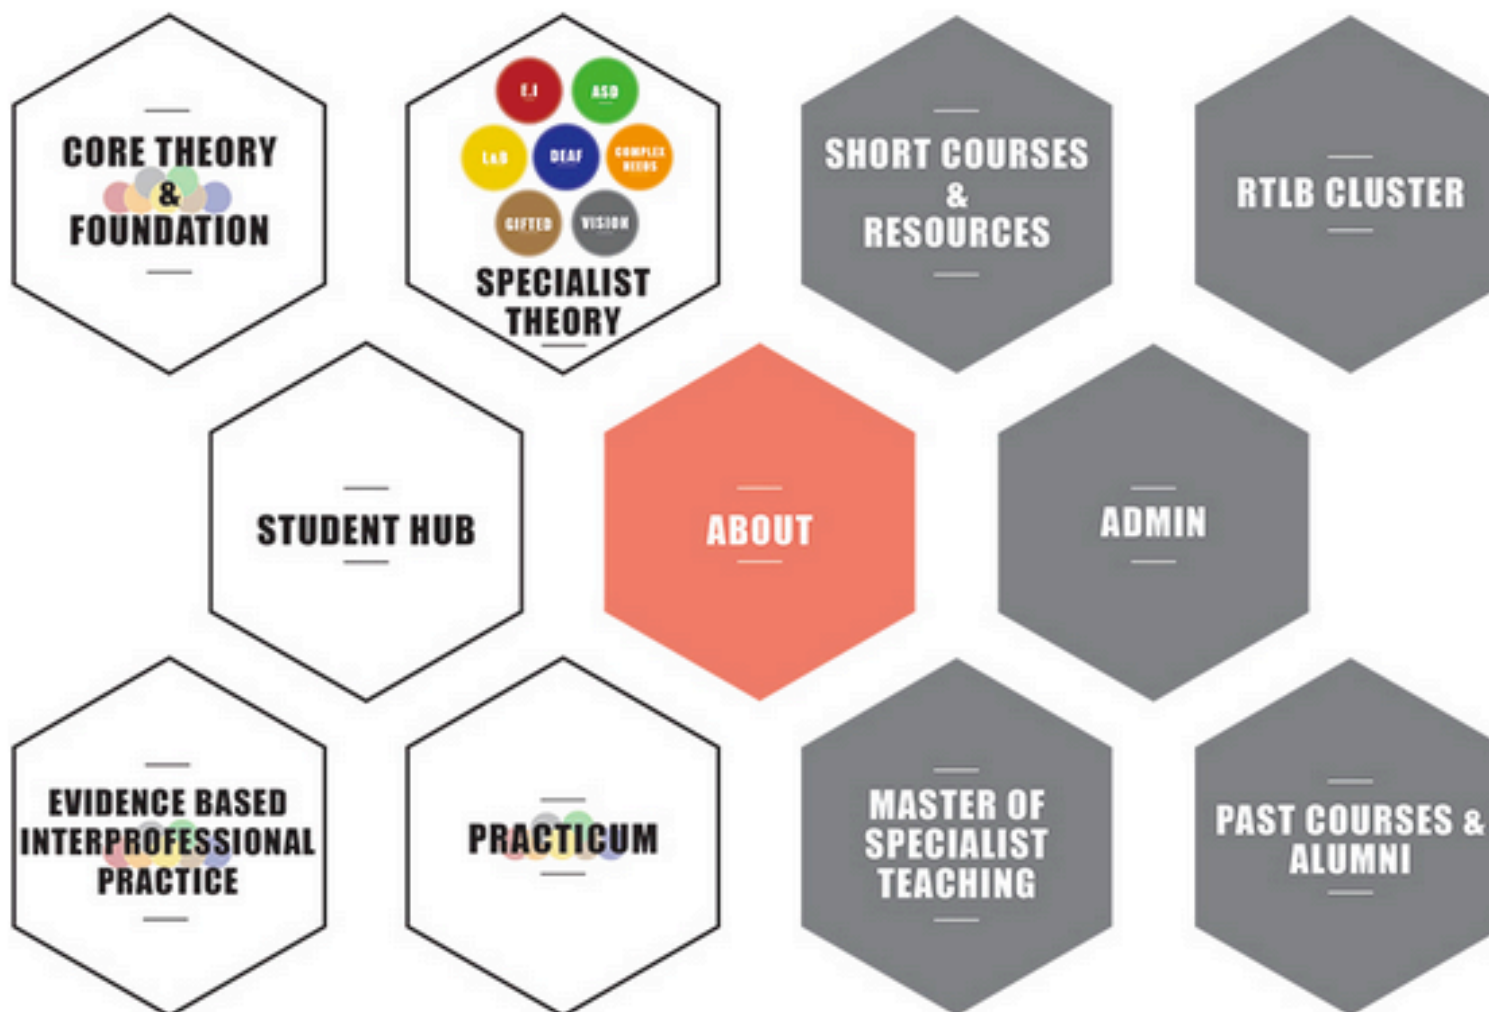 CORE THEORY
&
FOUNDATION
E.I
ASD
L&B
DEAF
COMPLEX
NEEDS
GIFTED
VISION
SPECIALIST
THEORY
SHORT COURSES
&
RESOURCES
RTLB CLUSTER
STUDENT HUB
ABOUT
ADMIN
EVIDENCE BASED
INTERPROFESSIONAL
PRACTICE
PRACTICUM
MASTER OF
SPECIALIST
TEACHING
PAST COURSES &
ALUMNI